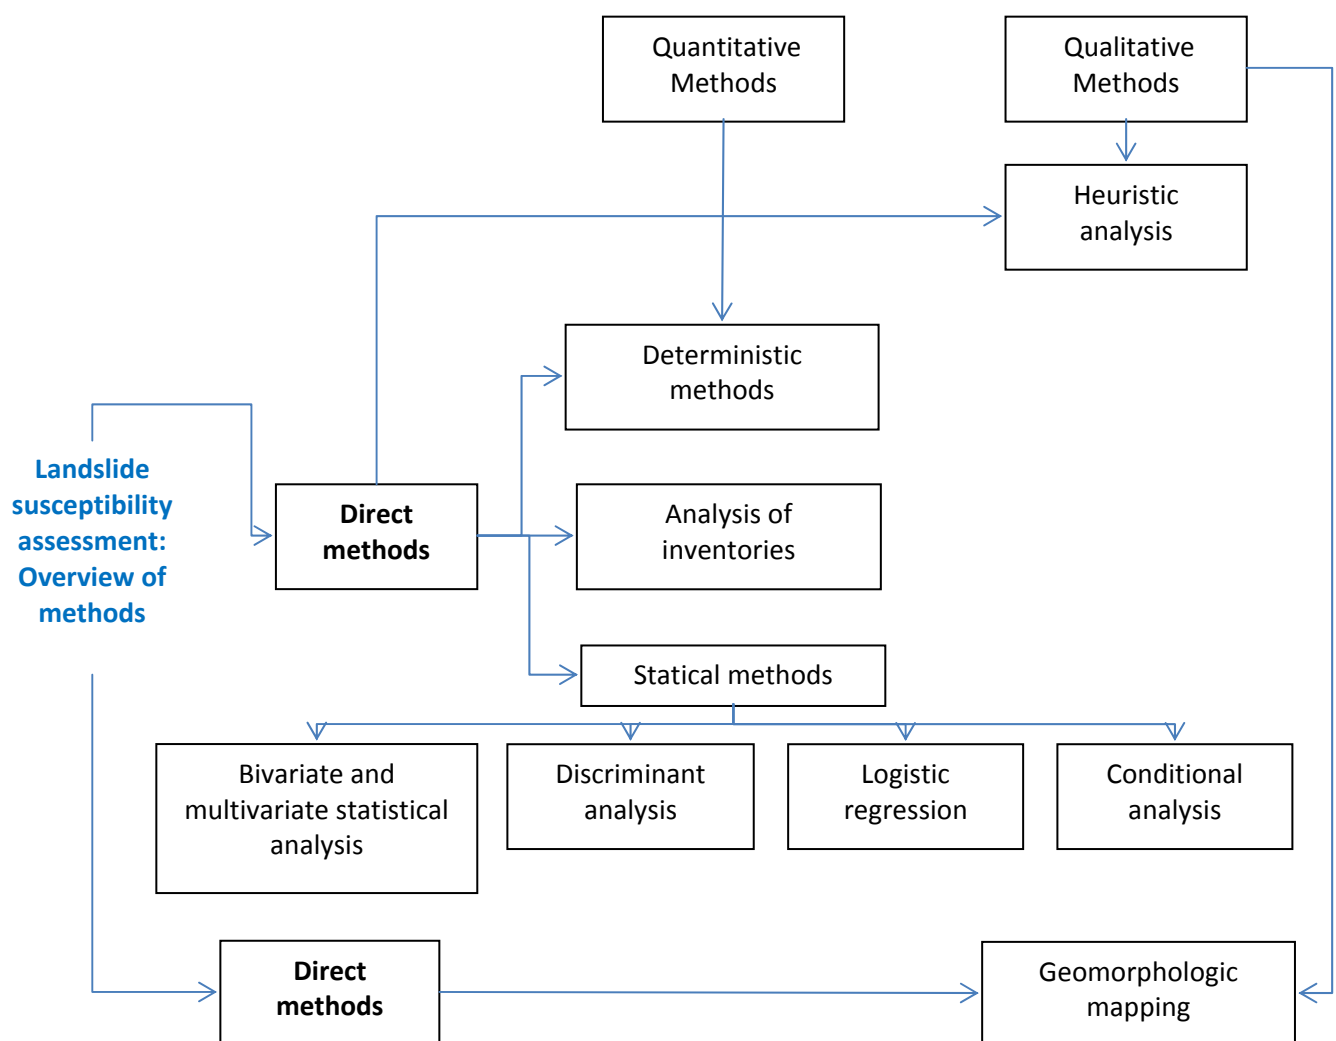 Quantitative
Methods
Qualitative
Methods
Heuristic
analysis
Deterministic
methods
Landslide
susceptibility
assessment:
Overview of
methods
Direct
methods
Analysis of
inventories
Statical methods
Bivariate and
multivariate statistical
analysis
Discriminant
analysis
Logistic
regression
Conditional
analysis
Direct
methods
Geomorphologic
mapping